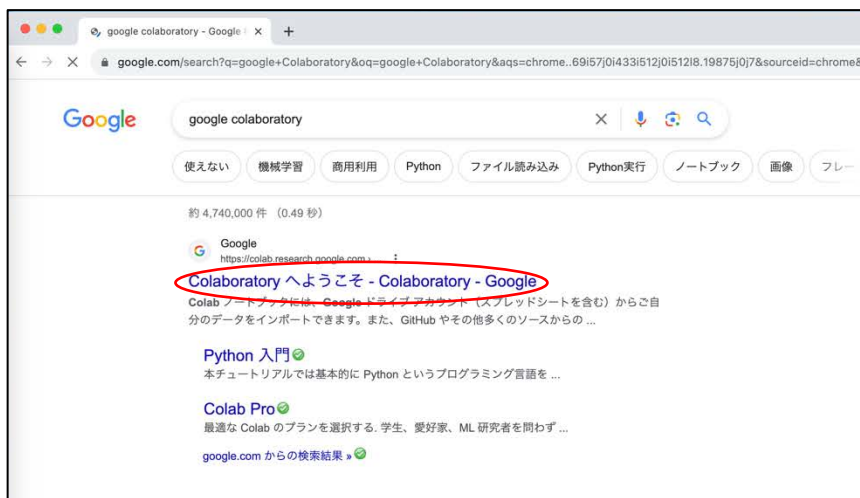 google colaboratory - Google
google.com/search?q=google+Colaboratory&oq=google+Colaboratory&aqs=chrome..69i57j0i433i512j0i512l8.19875j0j7&sourceid=chrome&
Google
google colaboratory
使えない 機械学習 商用利用 Python ファイル読み込み Python実行 ノートブック 画像 フレー
約 4,740,000 件 （0.49 秒）
Google
https://colab.research.google.com ›
Colaboratory へようこそ - Colaboratory - Google
Colab ノートブックには、Google ドライブ アカウント（スプレッドシートを含む）からご自
分のデータをインポートできます。また、GitHub やその他多くのソースからの ...
Python 入門
本チュートリアルでは基本的に Python というプログラミング言語を ...
Colab Pro
最適な Colab のプランを選択する. 学生、愛好家、ML 研究者を問わず ...
google.com からの検索結果 »